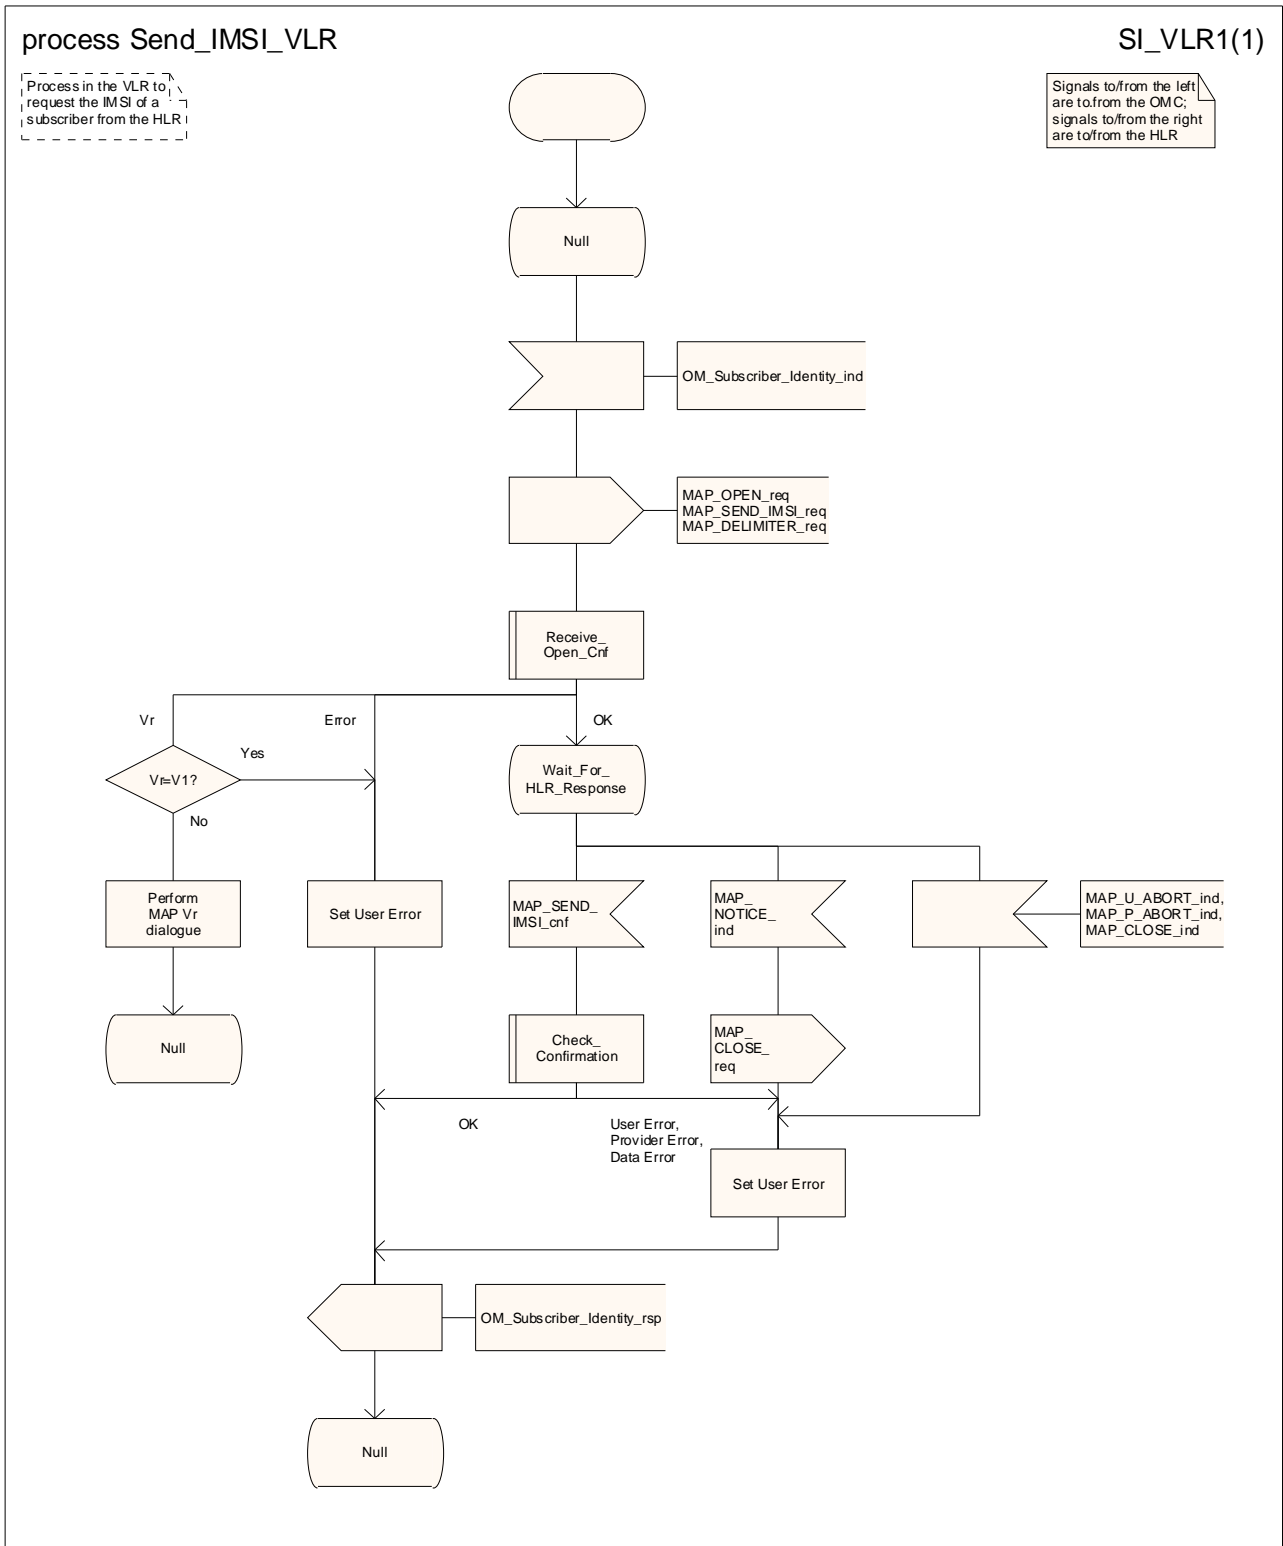 process Send_IMSI_VLR
SI_VLR1(1)
Process in the VLR to
request the IMSI of a
subscriber from the HLR
Signals to/from the left
are to.from the OMC;
signals to/from the right
are to/from the HLR
Null
OM_Subscriber_Identity_ind
MAP_OPEN_req
MAP_SEND_IMSI_req
MAP_DELIMITER_req
Receive_
Open_Cnf
Vr
Error
OK
Yes
Vr=V1?
Wait_For_
HLR_Response
No
Perform
MAP Vr
dialogue
Set User Error
MAP_SEND_
IMSI_cnf
MAP_
NOTICE_
ind
MAP_U_ABORT_ind,
MAP_P_ABORT_ind,
MAP_CLOSE_ind
Null
Check_
Confirmation
MAP_
CLOSE_
req
OK
User Error,
Provider Error,
Data Error
Set User Error
OM_Subscriber_Identity_rsp
Null